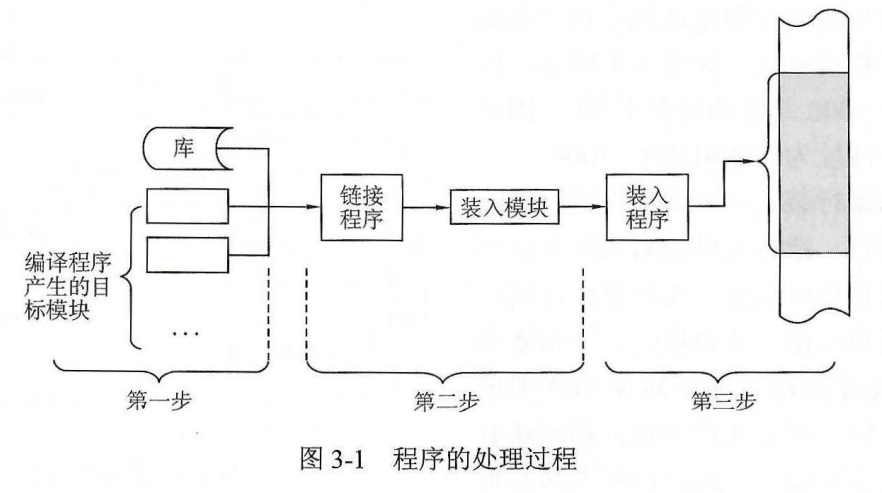 库
编译程序
产生的目
标模块
...
链接
程序
装入模块
装入
程序
第一步
第二步
第三步
图 3-1 程序的处理过程